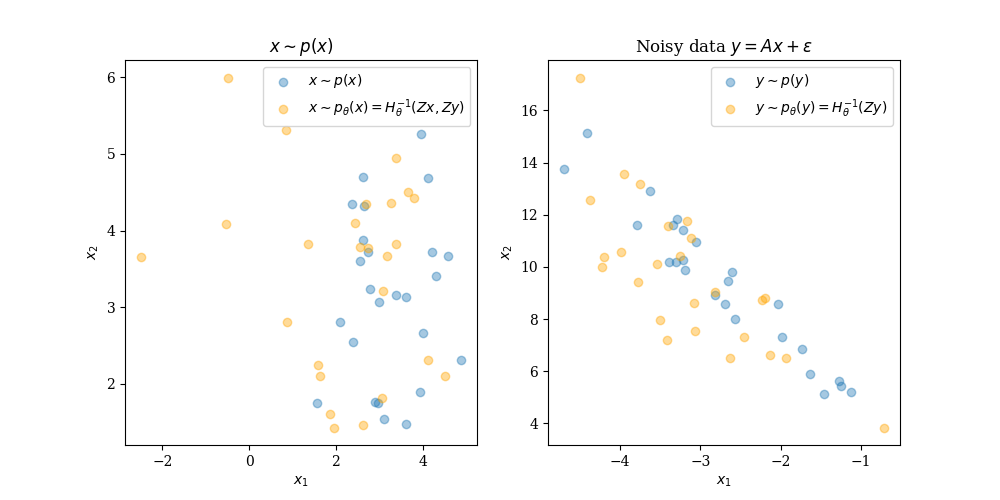 x ∼ p(x)
x ∼ p(x)
x ∼ p_θ(x) = H_θ^{-1}(Zx, Zy)
6
5
4
3
2
x_2
−2 0 2 4
x_1
Noisy data y = Ax + ε
y ∼ p(y)
y ∼ p_θ(y) = H_θ^{-1}(Zy)
16
14
12
10
8
6
4
x_2
−4 −3 −2 −1
x_1